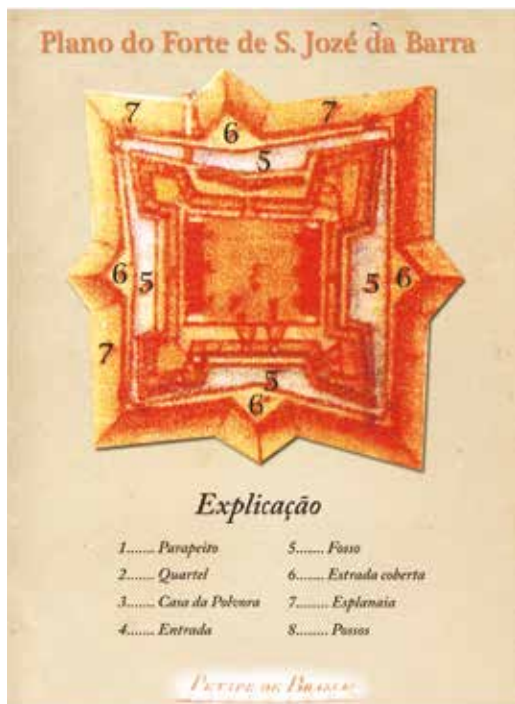 Plano do Forte de S. Jozé da Barra
7 7
6
5
6 5 5 6
7
5
6
Explicação
1....... Parapeito
2....... Quartel
3....... Casa da Polvora
4....... Entrada
5....... Fosso
6....... Estrada coberta
7........ Esplanaia
8........ Possos